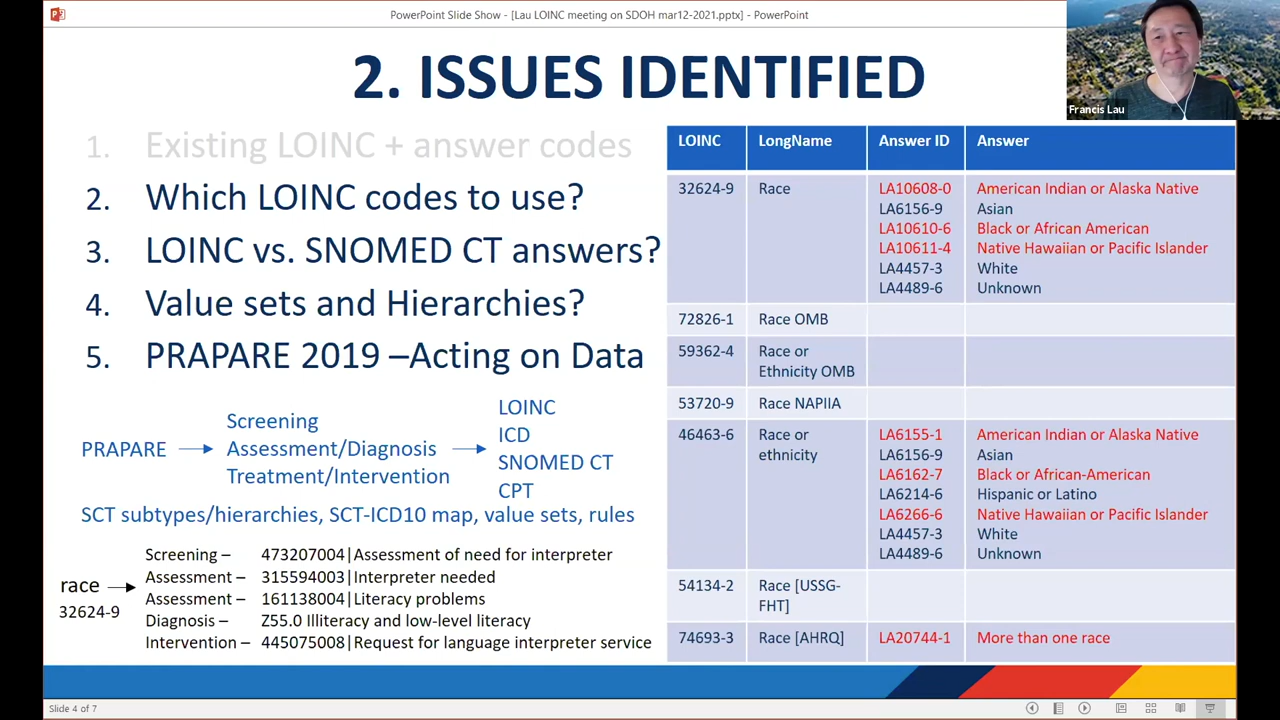 PowerPoint Slide Show - [Lau LOINC meeting on SDOH mar12-2021.pptx] - PowerPoint
Francis Lau
2. ISSUES IDENTIFIED
1. Existing LOINC + answer codes
2. Which LOINC codes to use?
3. LOINC vs. SNOMED CT answers?
4. Value sets and Hierarchies?
5. PRAPARE 2019 –Acting on Data
PRAPARE
Screening
Assessment/Diagnosis
Treatment/Intervention
LOINC
ICD
SNOMED CT
CPT
SCT subtypes/hierarchies, SCT-ICD10 map, value sets, rules
race
32624-9
Screening – 473207004|Assessment of need for interpreter
Assessment – 315594003|Interpreter needed
Assessment – 161138004|Literacy problems
Diagnosis – Z55.0 Illiteracy and low-level literacy
Intervention – 445075008|Request for language interpreter service
LOINC LongName Answer ID Answer
32624-9 Race LA10608-0 American Indian or Alaska Native
LA6156-9 Asian
LA10610-6 Black or African American
LA10611-4 Native Hawaiian or Pacific Islander
LA4457-3 White
LA4489-6 Unknown
72826-1 Race OMB
59362-4 Race or
Ethnicity OMB
53720-9 Race NAPIIA
46463-6 Race or LA6155-1 American Indian or Alaska Native
ethnicity LA6156-9 Asian
LA6162-7 Black or African-American
LA6214-6 Hispanic or Latino
LA6266-6 Native Hawaiian or Pacific Islander
LA4457-3 White
LA4489-6 Unknown
54134-2 Race [USSG-
FHT]
74693-3 Race [AHRQ] LA20744-1 More than one race
Slide 4 of 7